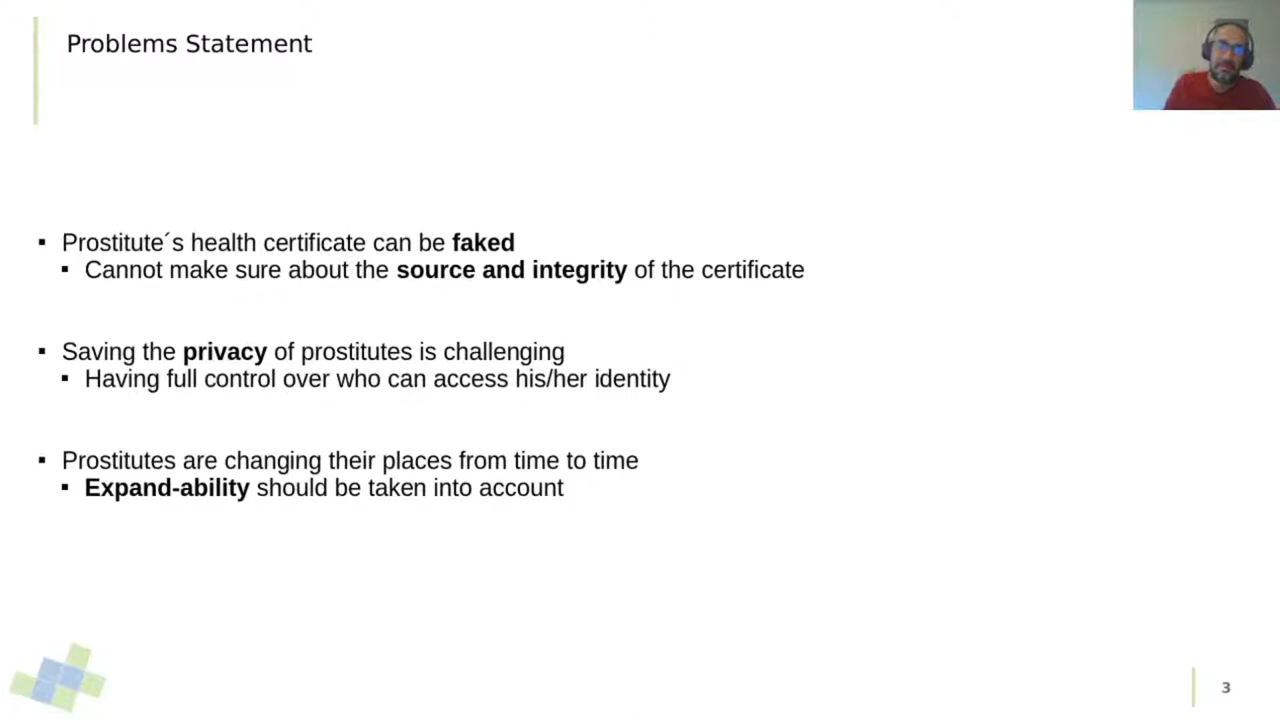 Problems Statement
▪ Prostitute´s health certificate can be faked
▪ Cannot make sure about the source and integrity of the certificate
▪ Saving the privacy of prostitutes is challenging
▪ Having full control over who can access his/her identity
▪ Prostitutes are changing their places from time to time
▪ Expand-ability should be taken into account
3